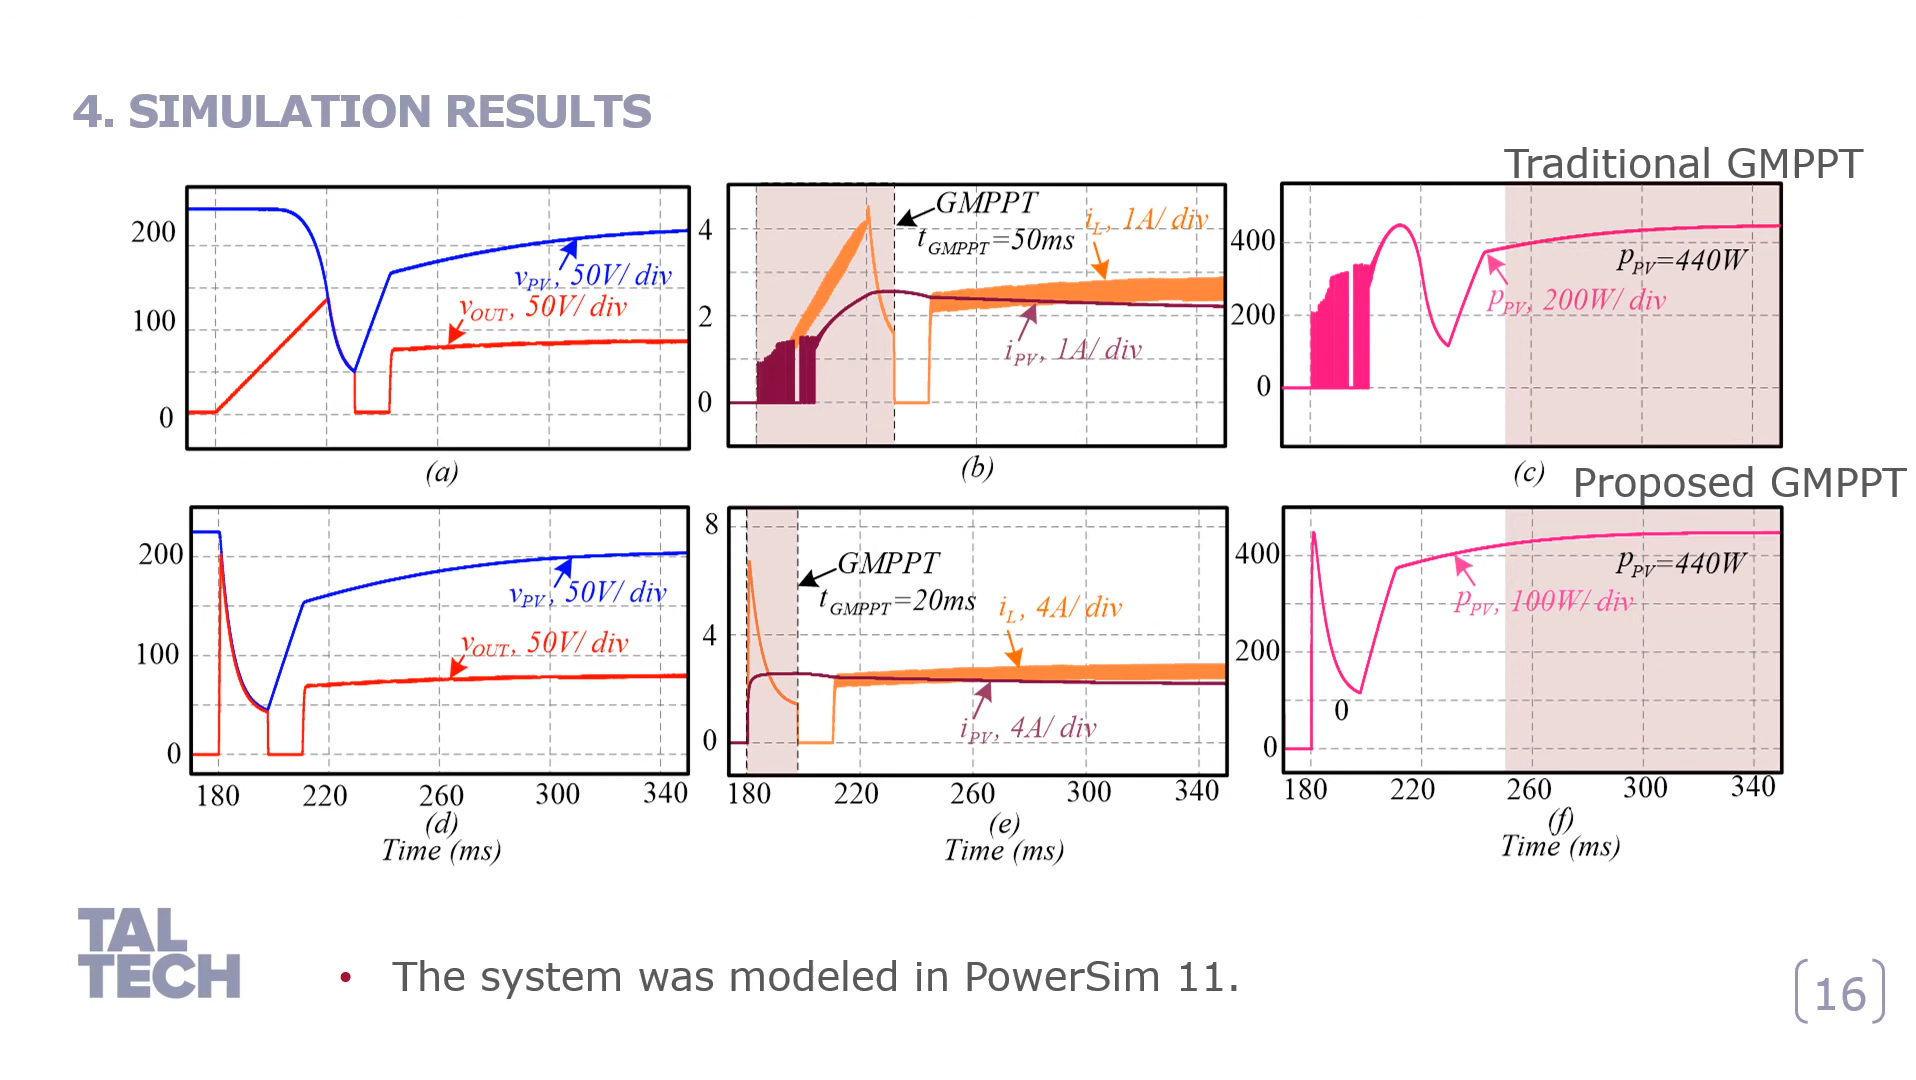 4. SIMULATION RESULTS
Traditional GMPPT
200
100
0
vPV, 50V/ div
vOUT, 50V/ div
(a)
4
2
0
GMPPT
tGMPPT=50ms
iL, 1A/ div
iPV, 1A/ div
(b)
400
200
0
pPV=440W
pPV, 200W/ div
(c)
Proposed GMPPT
200
100
0
vPV, 50V/ div
vOUT, 50V/ div
180 220 260 300 340
(d)
Time (ms)
8
4
0
GMPPT
tGMPPT=20ms
iL, 4A/ div
iPV, 4A/ div
180 220 260 300 340
(e)
Time (ms)
400
200
0
pPV=440W
pPV, 100W/ div
0
180 220 260 300 340
(f)
Time (ms)
TAL
TECH
• The system was modeled in PowerSim 11.
16